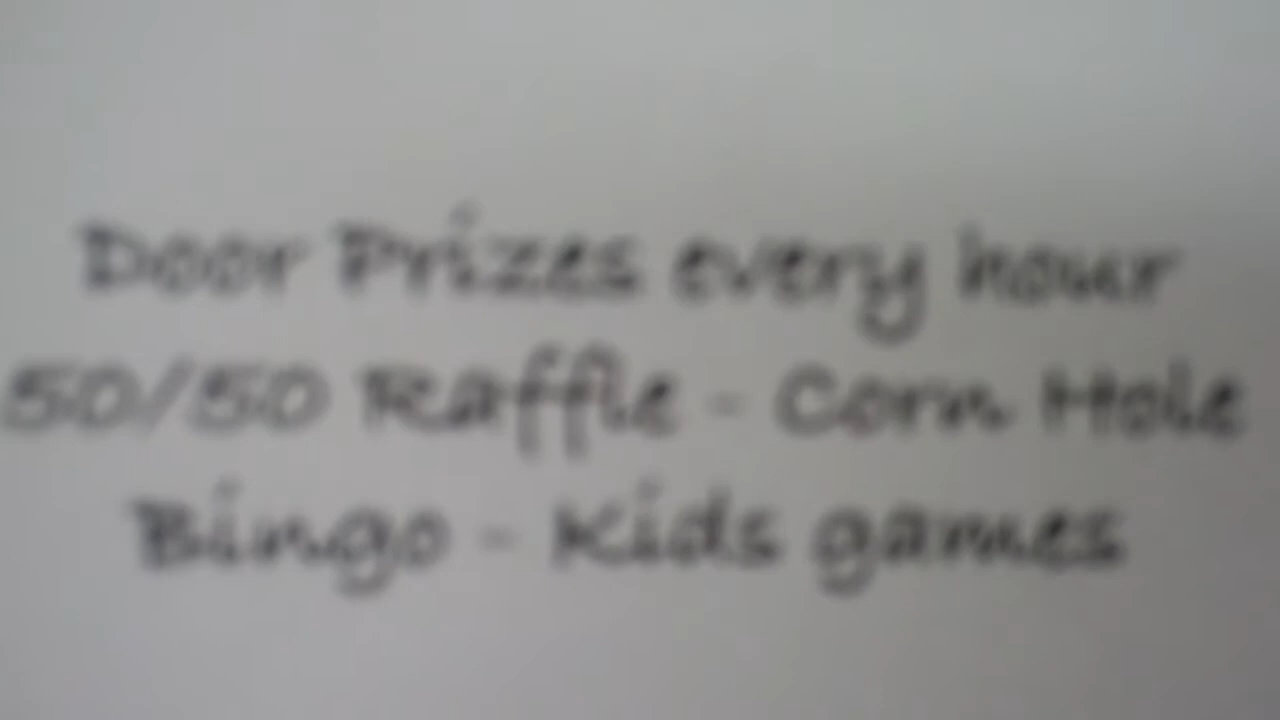 Door Prizes every hour
50/50 Raffle - Corn Hole
Bingo - Kids games